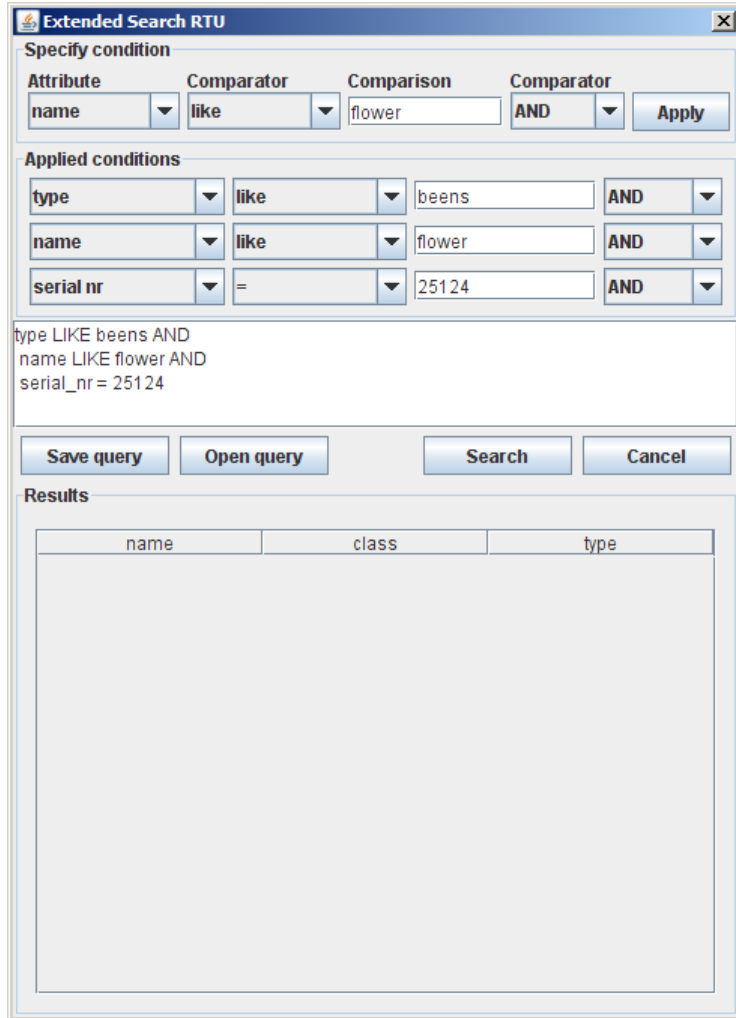 Extended Search RTU
Specify condition
Attribute Comparator Comparison Comparator
name like flower AND Apply
Applied conditions
type like beens AND
name like flower AND
serial nr = 25124 AND
type LIKE beens AND
name LIKE flower AND
serial_nr = 25124
Save query Open query Search Cancel
Results
name class type